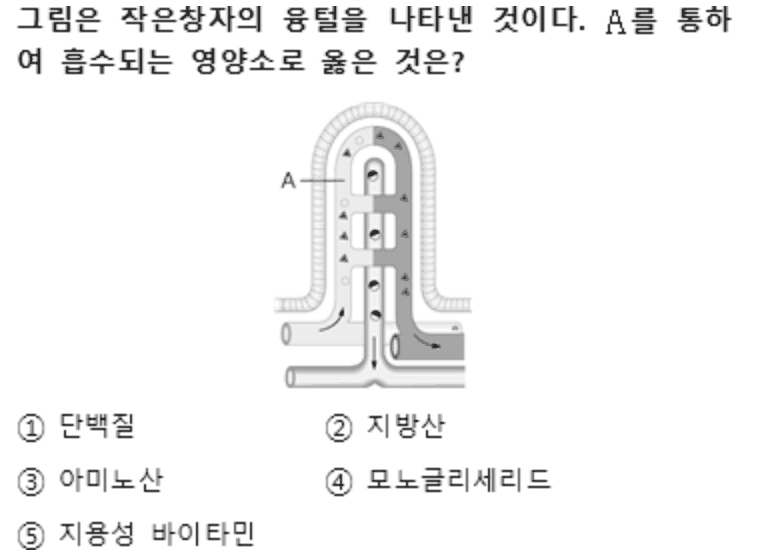 그림은 작은창자의 융털을 나타낸 것이다. A를 통하
여 흡수되는 영양소로 옳은 것은?
A
① 단백질
② 지방산
③ 아미노산
④ 모노글리세리드
⑤ 지용성 바이타민